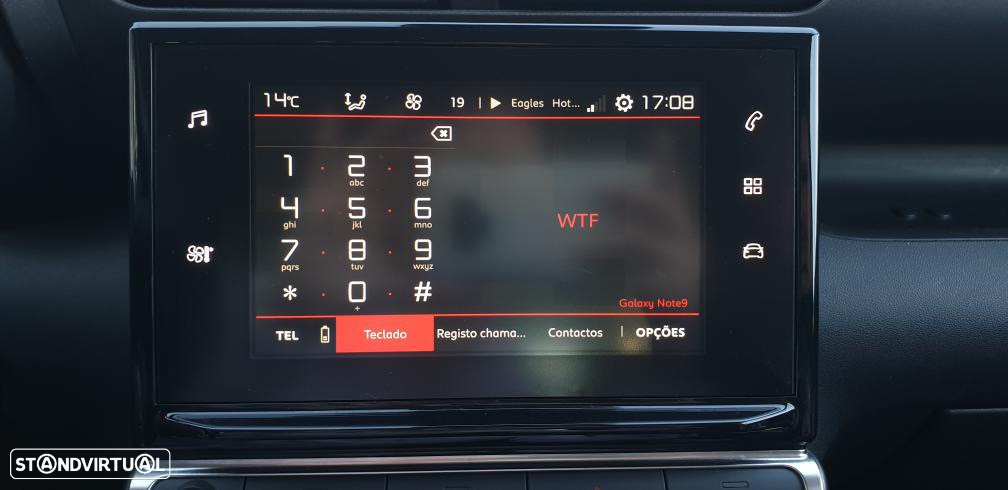 14°C 19 | Eagles Hot... 17:08
1 2 3
abc def
4 5 6
ghi jkl mno
WTF
7 8 9
pqrs tuv wxyz
* 0 #
+
Galaxy Note9
TEL Teclado Registo chama... Contactos | OPÇÕES
STANDVIRTUAL